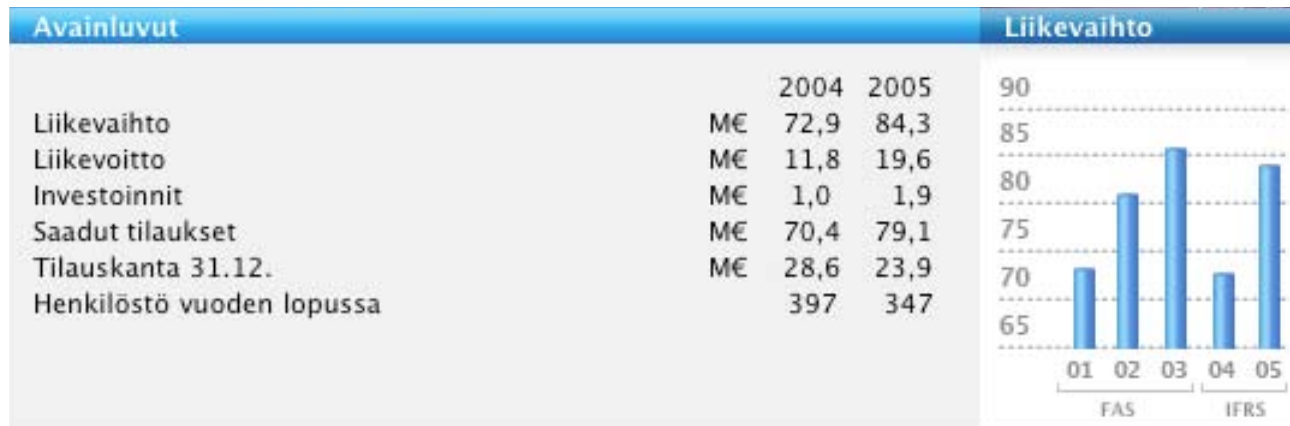 Avainluvut
2004 2005
Liikevaihto M€ 72,9 84,3
Liikevoitto M€ 11,8 19,6
Investoinnit M€ 1,0 1,9
Saadut tilaukset M€ 70,4 79,1
Tilauskanta 31.12. M€ 28,6 23,9
Henkilöstö vuoden lopussa 397 347
Liikevaihto
90
85
80
75
70
65
01 02 03 04 05
FAS IFRS